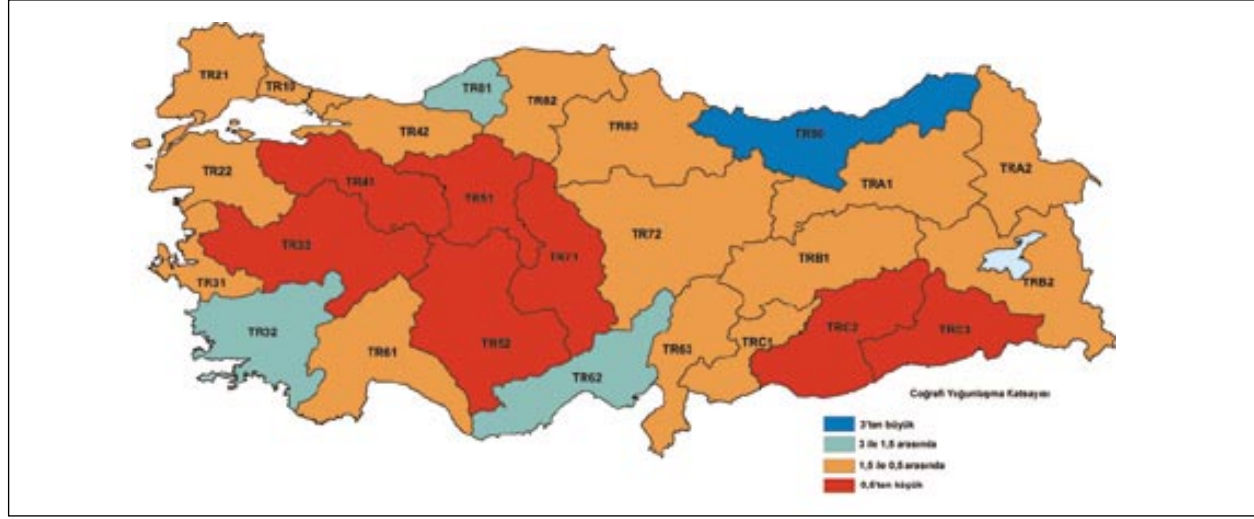 TR21
TR10
TR81
TR82
TR42
TR83
TR90
TR22
TR41
TR51
TRA1
TRA2
TR33
TR71
TR72
TRB1
TR31
TRB2
TR32
TR61
TR52
TR62
TR63
TRC1
TRC2
TRC3
Coğrafi Yoğunlaşma Katsayısı
3'ten büyük
3 ile 1,5 arasında
1,5 ile 0,5 arasında
0,5'ten küçük